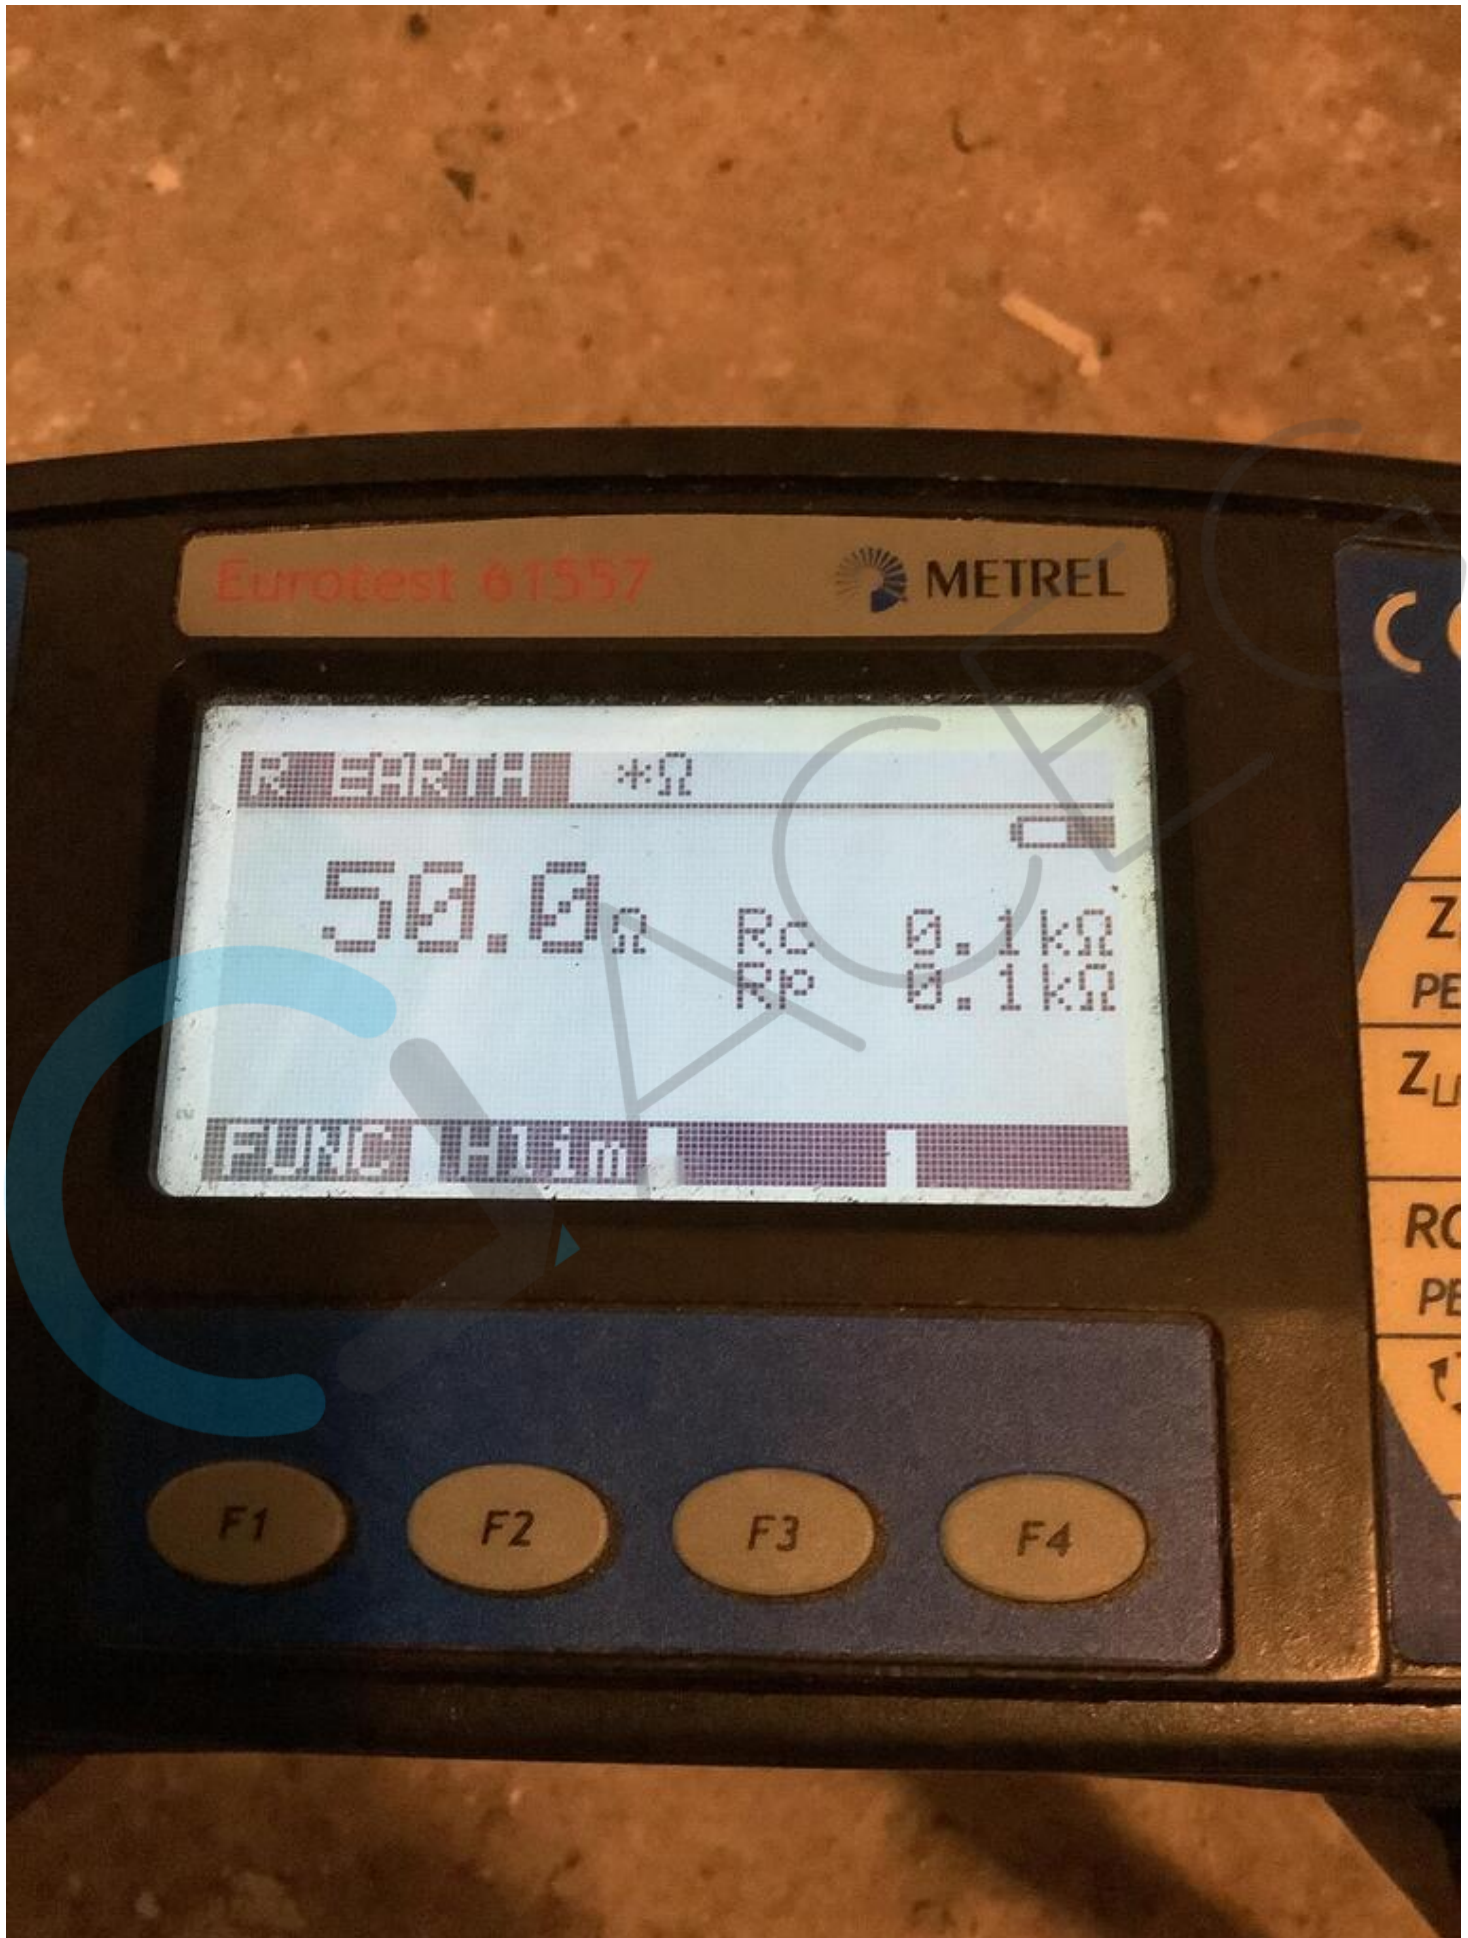 Eurotest 61557 METREL
R EARTH *Ω
50.0Ω
Rc 0.1kΩ
Rp 0.1kΩ
FUNC Hlim
F1 F2 F3 F4
Z
PE
Z
PE